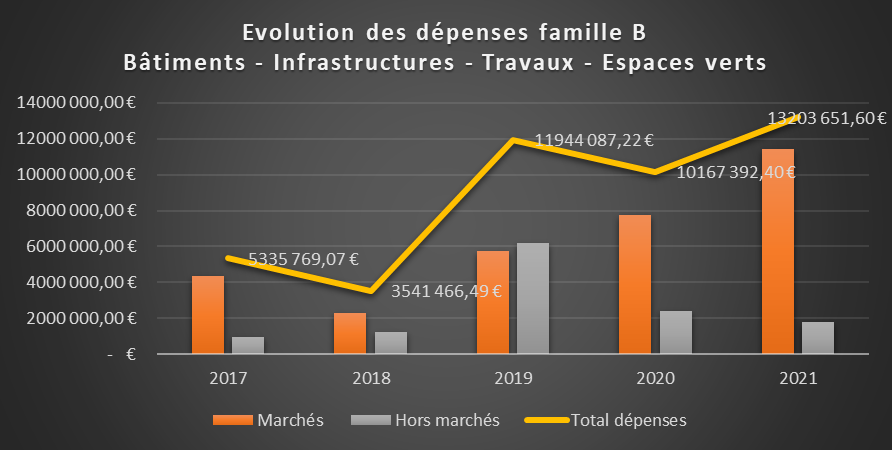 Evolution des dépenses famille B
Bâtiments - Infrastructures - Travaux - Espaces verts
14000 000,00 €
12000 000,00 €
10000 000,00 €
8000 000,00 €
6000 000,00 €
4000 000,00 €
2000 000,00 €
- €
5335 769,07 €
3541 466,49 €
11944 087,22 €
10167 392,40 €
13203 651,60 €
2017 2018 2019 2020 2021
Marchés Hors marchés Total dépenses